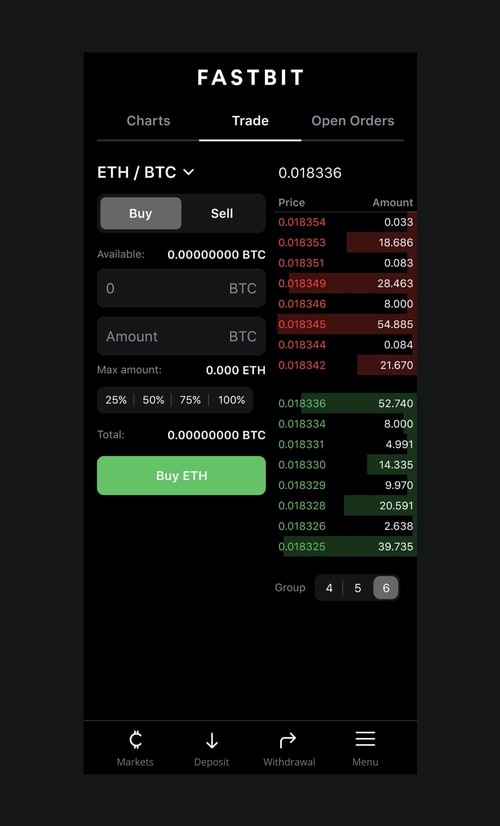 FASTBIT
Charts Trade Open Orders
ETH / BTC
Buy Sell
Available: 0.00000000 BTC
0 BTC
Amount BTC
Max amount: 0.000 ETH
25% 50% 75% 100%
Total: 0.00000000 BTC
Buy ETH
0.018336
Price Amount
0.018354 0.033
0.018353 18.686
0.018351 0.083
0.018349 28.463
0.018346 8.000
0.018345 54.885
0.018344 0.084
0.018342 21.670
0.018336 52.740
0.018334 8.000
0.018331 4.991
0.018330 14.335
0.018329 9.970
0.018328 20.591
0.018326 2.638
0.018325 39.735
Group 4 5 6
Markets Deposit Withdrawal Menu